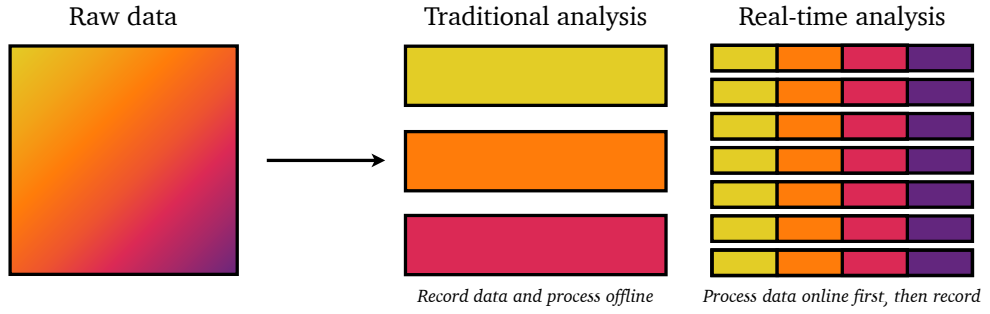 Raw data
Traditional analysis
Real-time analysis
Record data and process offline
Process data online first, then record